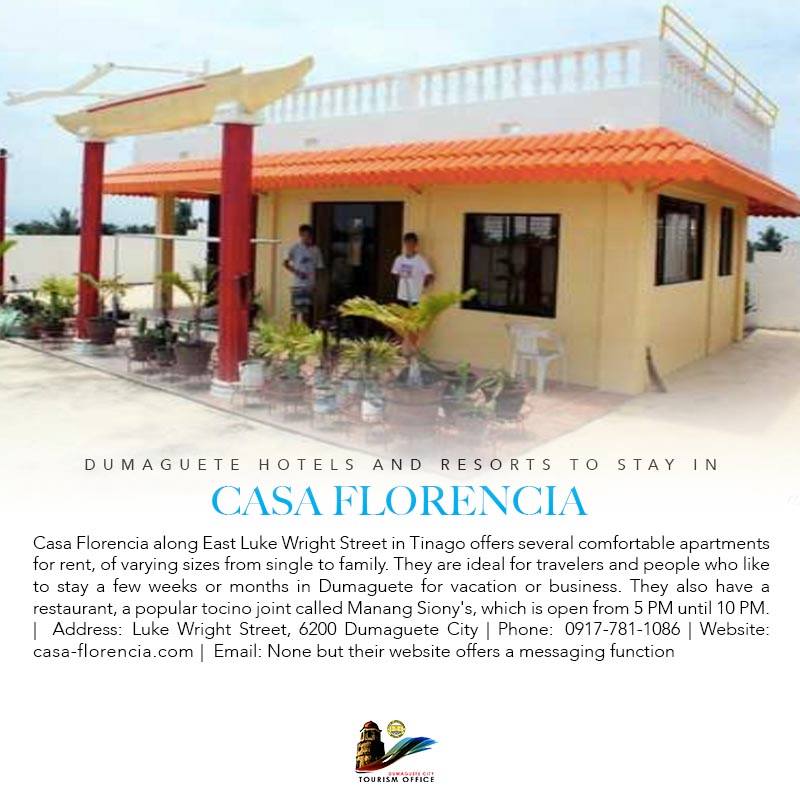 DUMAGUETE HOTELS AND RESORTS TO STAY IN
CASA FLORENCIA
Casa Florencia along East Luke Wright Street in Tinago offers several comfortable apartments
for rent, of varying sizes from single to family. They are ideal for travelers and people who like
to stay a few weeks or months in Dumaguete for vacation or business. They also have a
restaurant, a popular tocino joint called Manang Siony's, which is open from 5 PM until 10 PM.
| Address: Luke Wright Street, 6200 Dumaguete City | Phone: 0917-781-1086 | Website:
casa-florencia.com | Email: None but their website offers a messaging function
DUMAGUETE CITY
TOURISM OFFICE